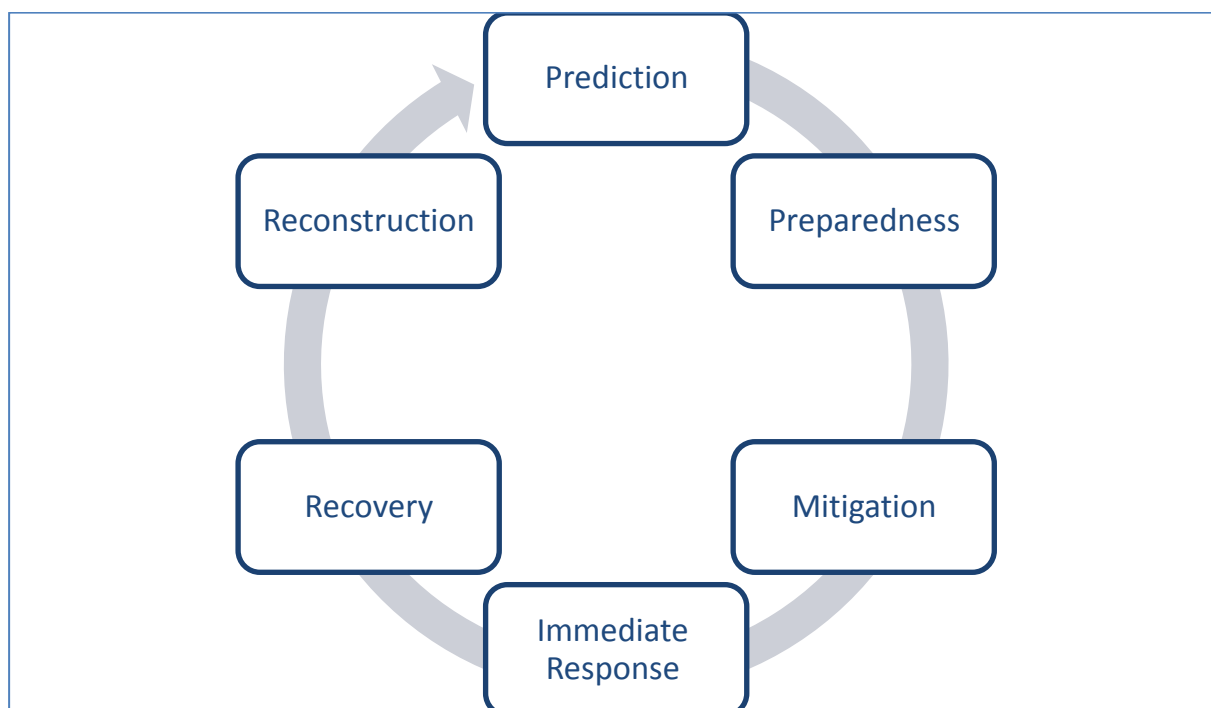 Prediction
Preparedness
Mitigation
Immediate
Response
Recovery
Reconstruction